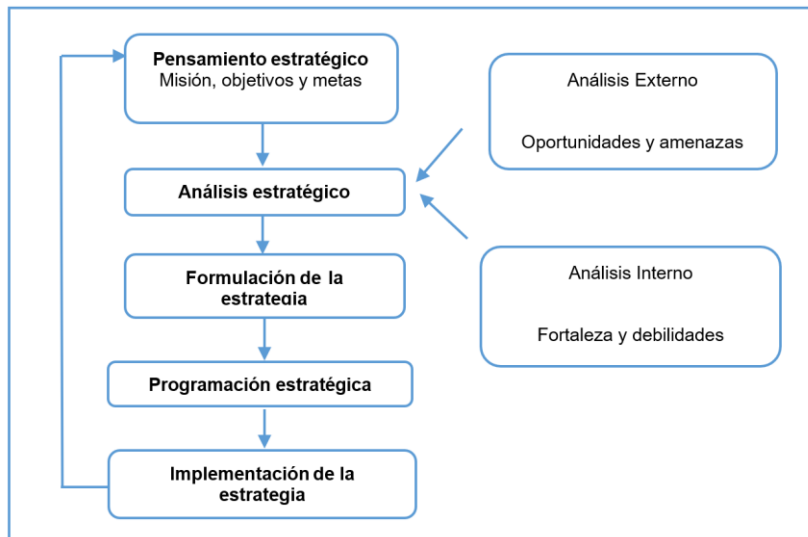 Pensamiento estratégico
Misión, objetivos y metas
Análisis Externo
Oportunidades y amenazas
Análisis estratégico
Formulación de la
estrategia
Análisis Interno
Fortaleza y debilidades
Programación estratégica
Implementación de la
estrategia